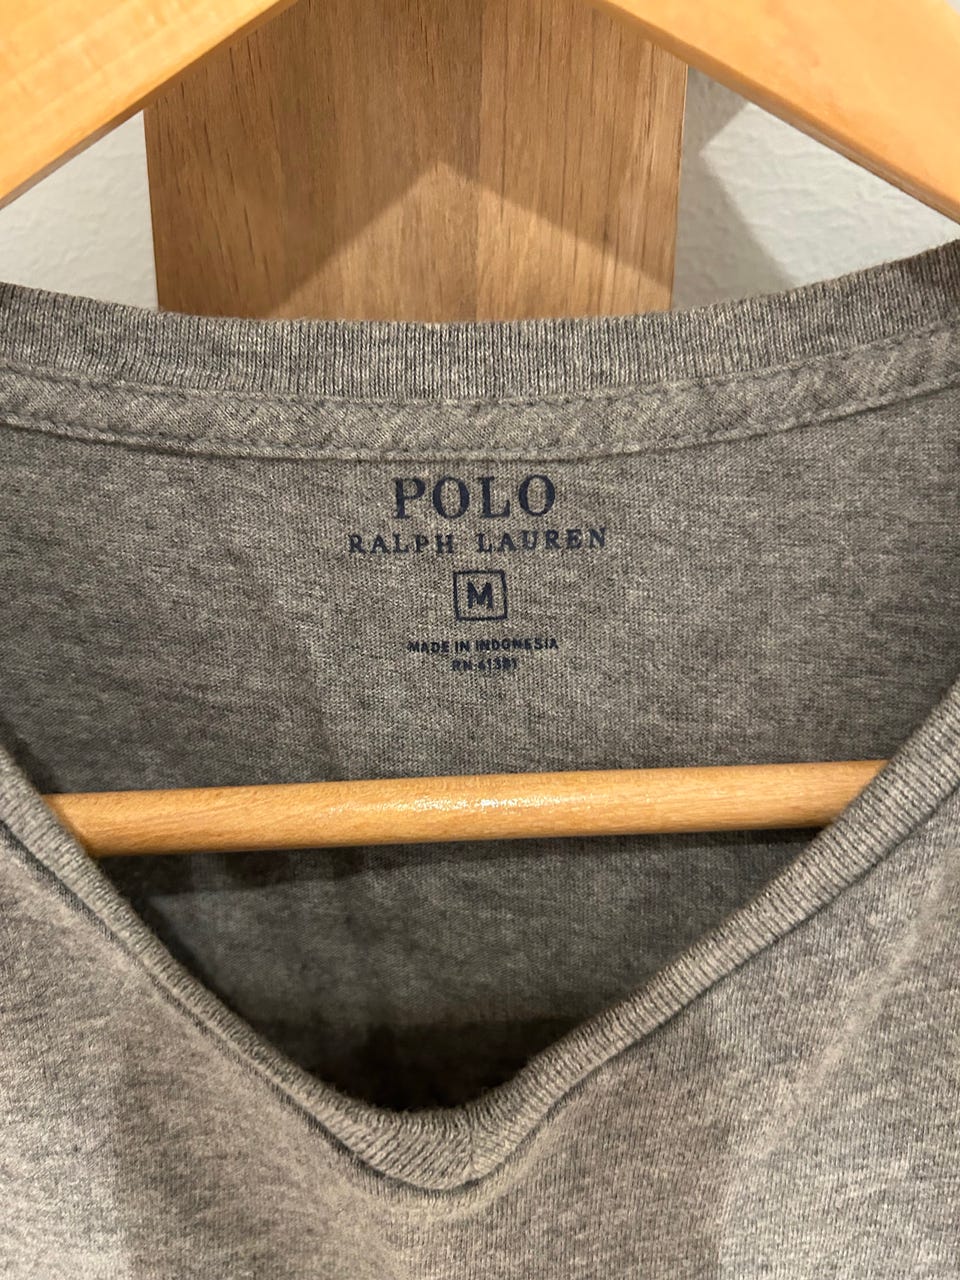 POLO
RALPH LAUREN
M
MADE IN INDONESIA
RN 41381